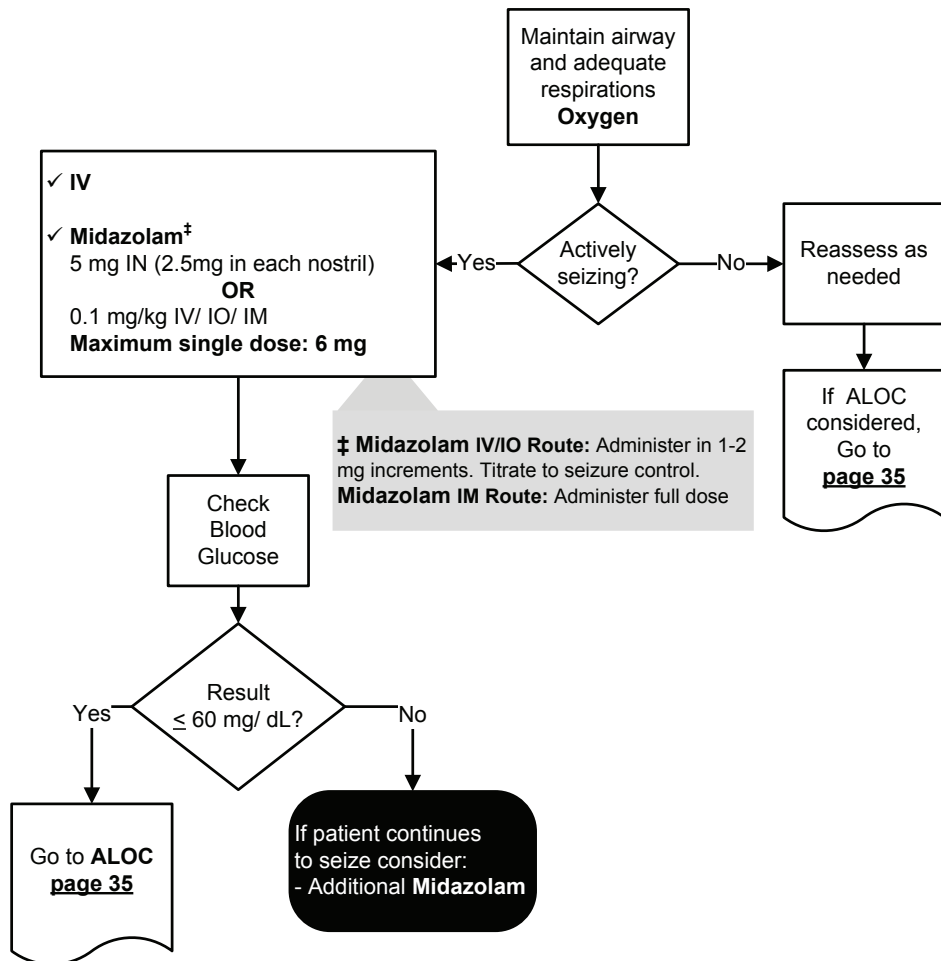 Maintain airway
and adequate
respirations
Oxygen
✓ IV
✓ Midazolam‡
5 mg IN (2.5mg in each nostril)
OR
0.1 mg/kg IV/ IO/ IM
Maximum single dose: 6 mg
Yes
Actively
seizing?
No
Reassess as
needed
If ALOC
considered,
Go to
page 35
‡ Midazolam IV/IO Route: Administer in 1-2
mg increments. Titrate to seizure control.
Midazolam IM Route: Administer full dose
Check
Blood
Glucose
Result
≤ 60 mg/ dL?
Yes
No
Go to ALOC
page 35
If patient continues
to seize consider:
- Additional Midazolam